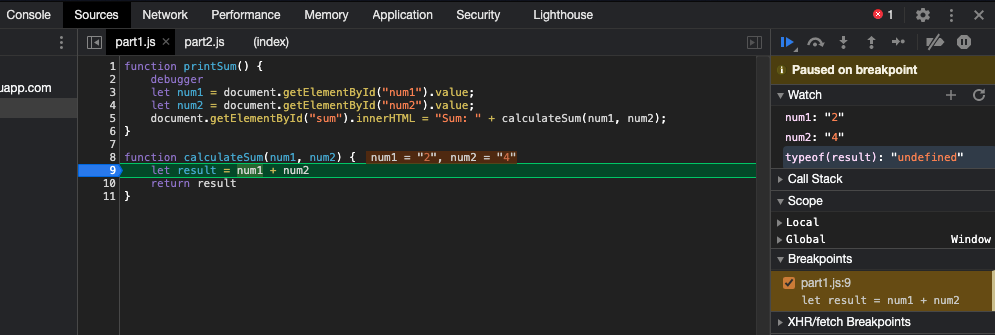 Console Sources Network Performance Memory Application Security Lighthouse 1
part1.js × part2.js (index)
uapp.com
1 function printSum() {
2 debugger
3 let num1 = document.getElementById("num1").value;
4 let num2 = document.getElementById("num2").value;
5 document.getElementById("sum").innerHTML = "Sum: " + calculateSum(num1, num2);
6 }
7
8 function calculateSum(num1, num2) { num1 = "2", num2 = "4"
9 let result = num1 + num2
10 return result
11 }
Paused on breakpoint
Watch
num1: "2"
num2: "4"
typeof(result): "undefined"
Call Stack
Scope
Local
Global Window
Breakpoints
part1.js:9
let result = num1 + num2
XHR/fetch Breakpoints